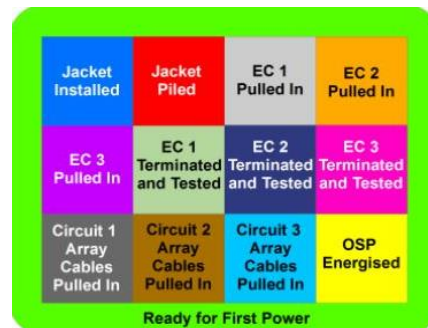 Jacket
Installed
Jacket
Piled
EC 1
Pulled In
EC 2
Pulled In
EC 3
Pulled In
EC 1
Terminated
and Tested
EC 2
Terminated
and Tested
EC 3
Terminated
and Tested
Circuit 1
Array
Cables
Pulled In
Circuit 2
Array
Cables
Pulled In
Circuit 3
Array
Cables
Pulled In
OSP
Energised
Ready for First Power